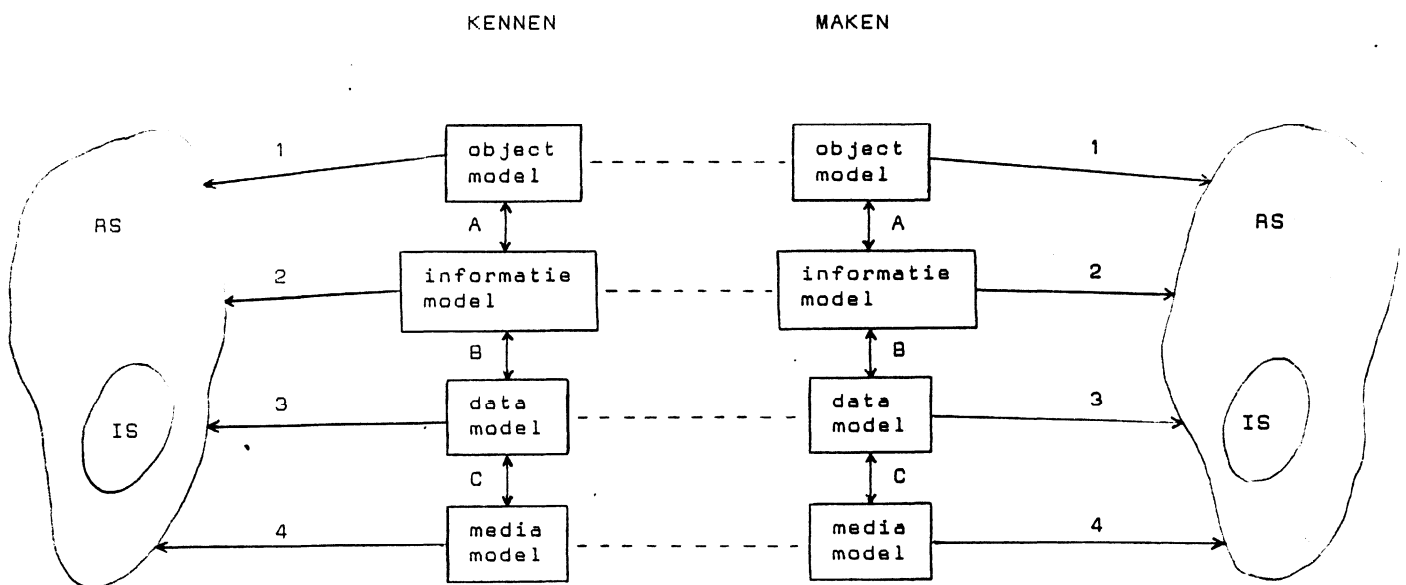 KENNEN MAKEN
1 object object 1
model model
RS A A RS
2 informatie informatie 2
model model
B B
3 data data 3
IS model model IS
C C
4 media media 4
model model